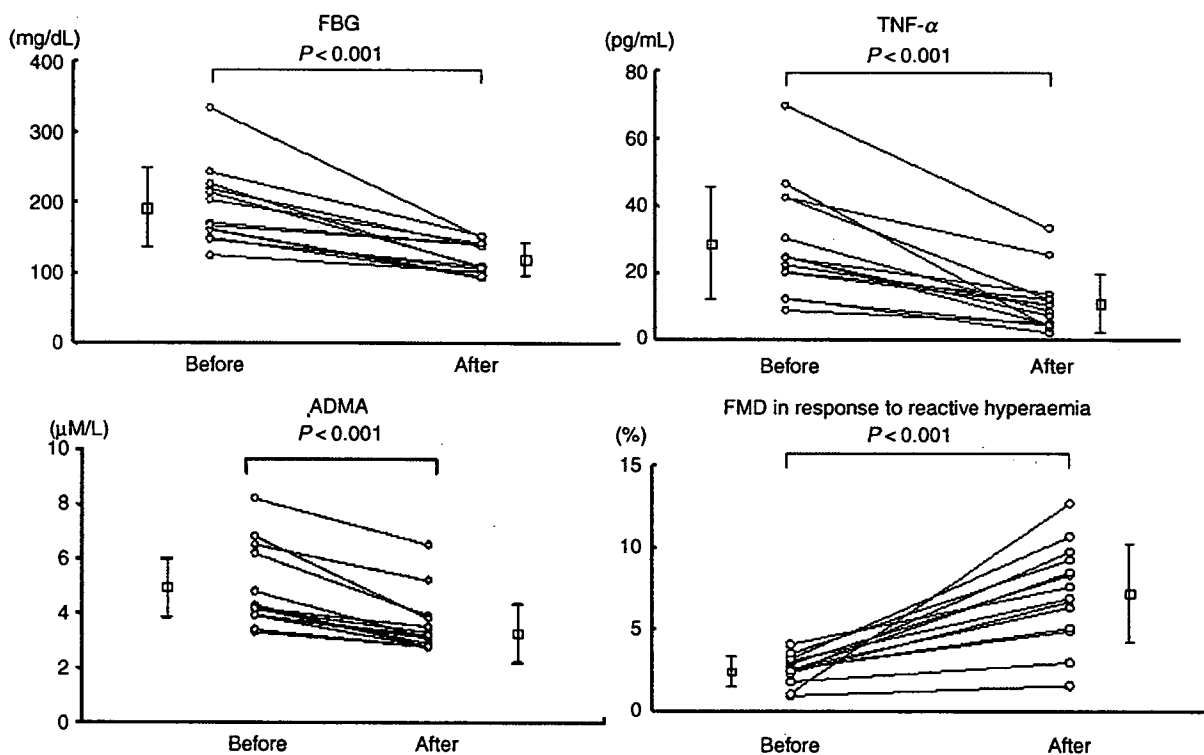 FBG
(mg/dL)
P < 0.001
400
300
200
100
0
Before After
TNF-α
(pg/mL)
P < 0.001
80
60
40
20
0
Before After
ADMA
(μM/L)
P < 0.001
10
8
6
4
2
0
Before After
FMD in response to reactive hyperaemia
(%)
P < 0.001
15
10
5
0
Before After